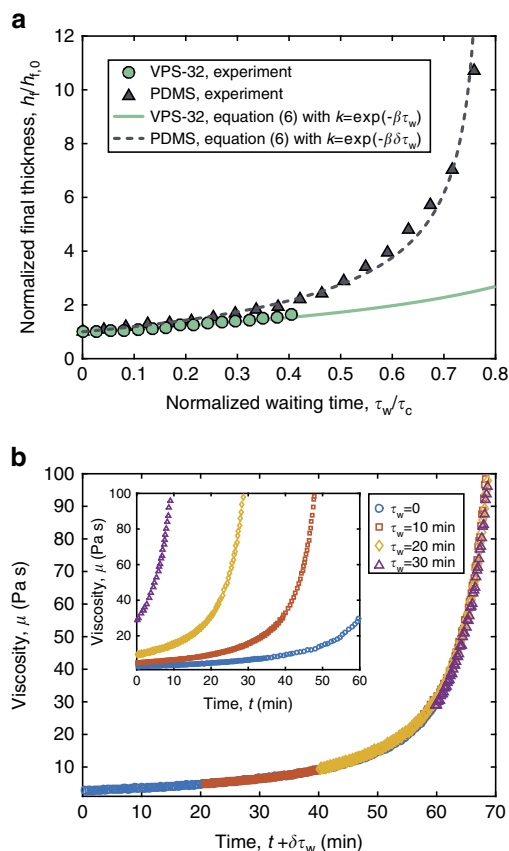 a
12
10
8
6
4
2
0
Normalized final thickness, h_f/h_f,0
VPS-32, experiment
PDMS, experiment
VPS-32, equation (6) with k=exp(-βτ_w)
PDMS, equation (6) with k=exp(-βδτ_w)
0 0.1 0.2 0.3 0.4 0.5 0.6 0.7 0.8
Normalized waiting time, τ_w/τ_c
b
100
90
80
70
60
50
40
30
20
10
Viscosity, μ (Pa s)
100
80
60
40
20
Viscosity, μ (Pa s)
0 10 20 30 40 50 60
Time, t (min)
τ_w=0
τ_w=10 min
τ_w=20 min
τ_w=30 min
0 10 20 30 40 50 60 70
Time, t+δτ_w (min)